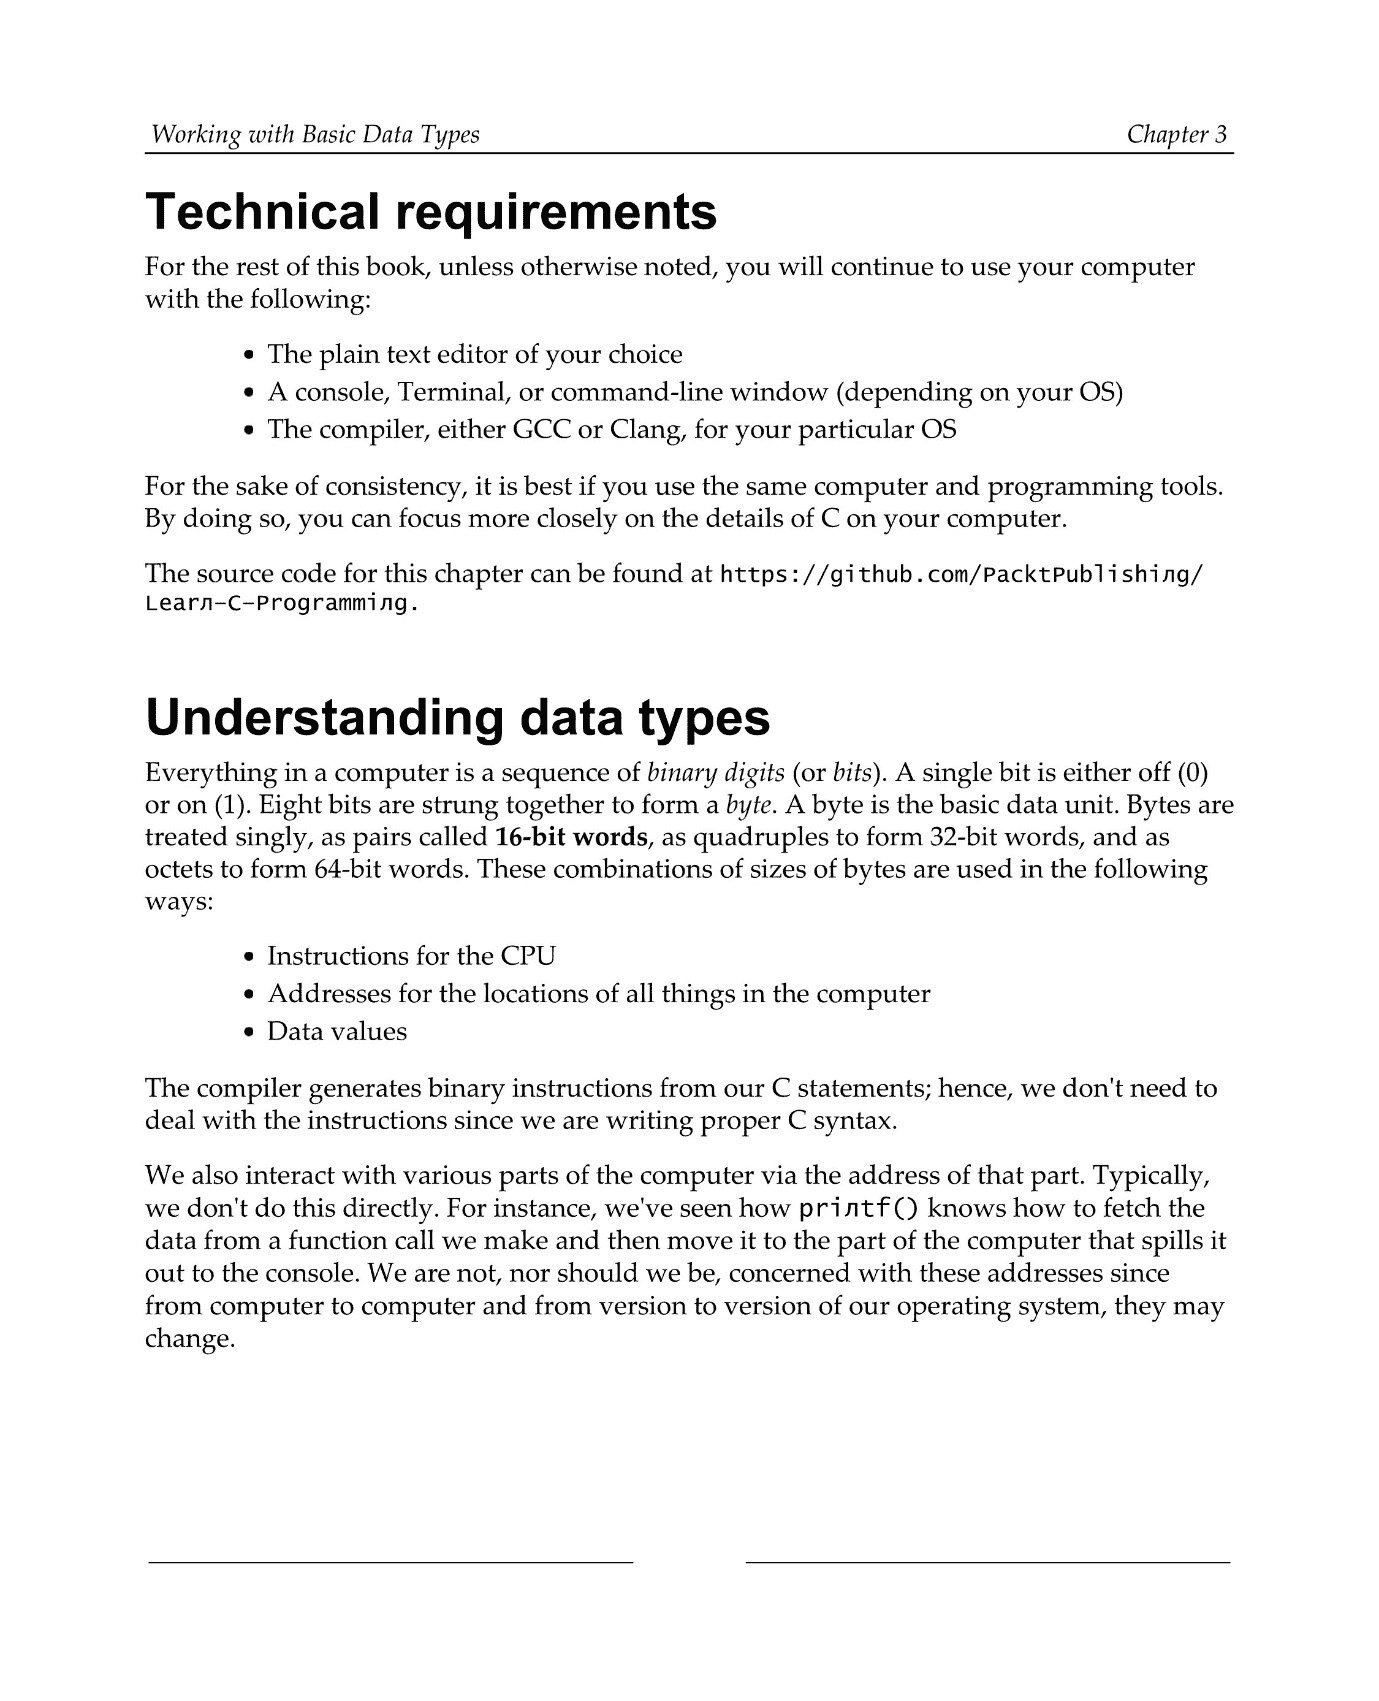 Working with Basic Data Types Chapter 3
Technical requirements
For the rest of this book, unless otherwise noted, you will continue to use your computer
with the following:
• The plain text editor of your choice
• A console, Terminal, or command-line window (depending on your OS)
• The compiler, either GCC or Clang, for your particular OS
For the sake of consistency, it is best if you use the same computer and programming tools.
By doing so, you can focus more closely on the details of C on your computer.
The source code for this chapter can be found at https://github.com/PacktPublishing/
Learn-C-Programming.
Understanding data types
Everything in a computer is a sequence of binary digits (or bits). A single bit is either off (0)
or on (1). Eight bits are strung together to form a byte. A byte is the basic data unit. Bytes are
treated singly, as pairs called 16-bit words, as quadruples to form 32-bit words, and as
octets to form 64-bit words. These combinations of sizes of bytes are used in the following
ways:
• Instructions for the CPU
• Addresses for the locations of all things in the computer
• Data values
The compiler generates binary instructions from our C statements; hence, we don't need to
deal with the instructions since we are writing proper C syntax.
We also interact with various parts of the computer via the address of that part. Typically,
we don't do this directly. For instance, we've seen how printf() knows how to fetch the
data from a function call we make and then move it to the part of the computer that spills it
out to the console. We are not, nor should we be, concerned with these addresses since
from computer to computer and from version to version of our operating system, they may
change.